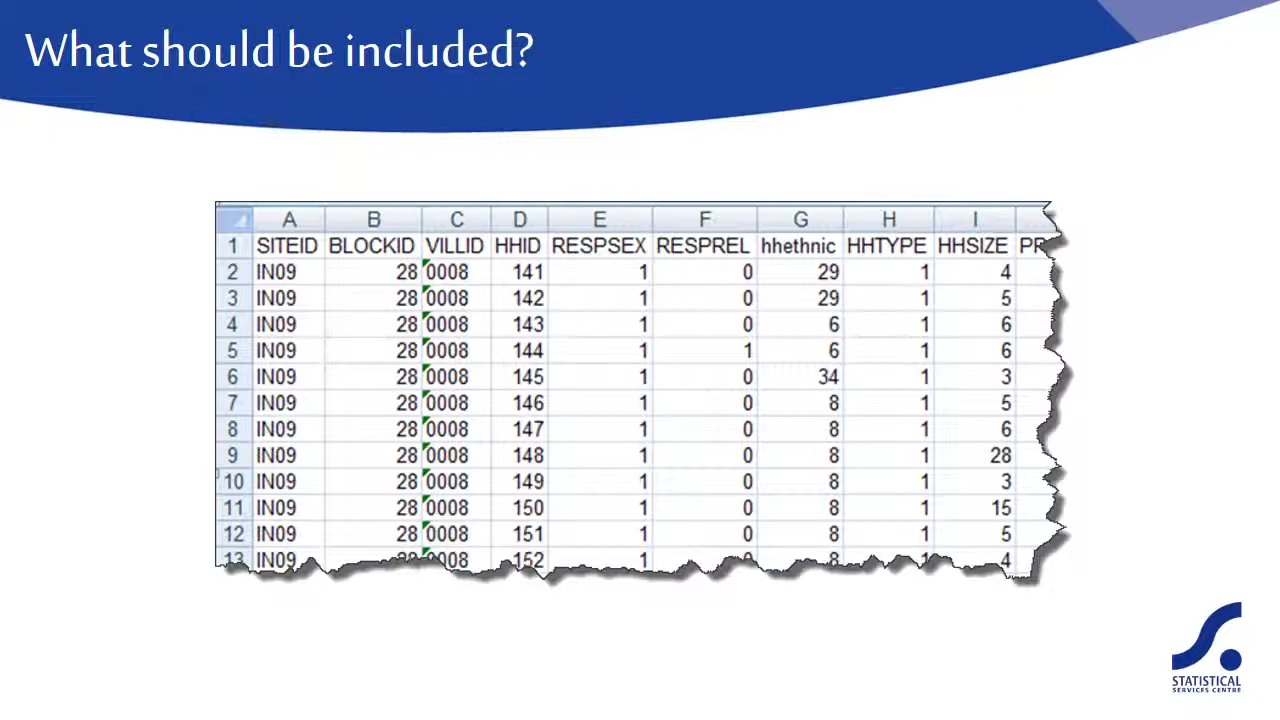 What should be included?
A B C D E F G H I
1 SITEID BLOCKID VILLID HHID RESPSEX RESPREL hhethnic HHTYPE HHSIZE PR
2 IN09 28 0008 141 1 0 29 1 4
3 IN09 28 0008 142 1 0 29 1 5
4 IN09 28 0008 143 1 0 6 1 6
5 IN09 28 0008 144 1 1 6 1 6
6 IN09 28 0008 145 1 0 34 1 3
7 IN09 28 0008 146 1 0 8 1 5
8 IN09 28 0008 147 1 0 8 1 6
9 IN09 28 0008 148 1 0 8 1 28
10 IN09 28 0008 149 1 0 8 1 3
11 IN09 28 0008 150 1 0 8 1 15
12 IN09 28 0008 151 1 0 8 1 5
13 IN09 28 0008 152 1 0 8 1 4
STATISTICAL
SERVICES CENTRE